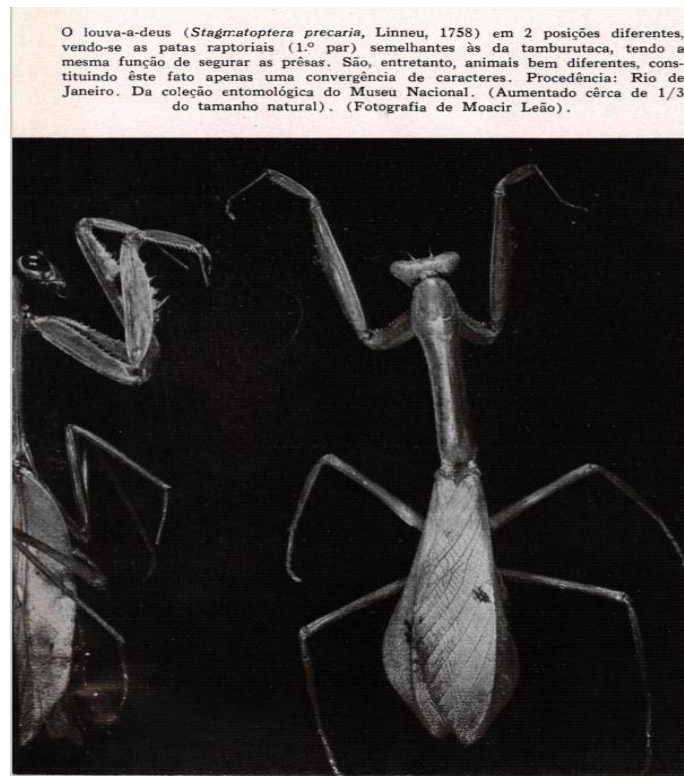 O louva-a-deus (Stagmatoptera precaria, Linneu, 1758) em 2 posições diferentes,
vendo-se as patas raptoriais (1.º par) semelhantes às da tamburutaca, tendo a
mesma função de segurar as prêsas. São, entretanto, animais bem diferentes, cons-
tituindo êste fato apenas uma convergência de caracteres. Procedência: Rio de
Janeiro. Da coleção entomológica do Museu Nacional. (Aumentado cêrca de 1/3
do tamanho natural). (Fotografia de Moacir Leão).